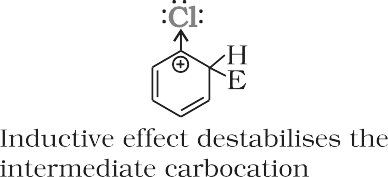 :Cl:
H
+
E
Inductive effect destabilises the
intermediate carbocation